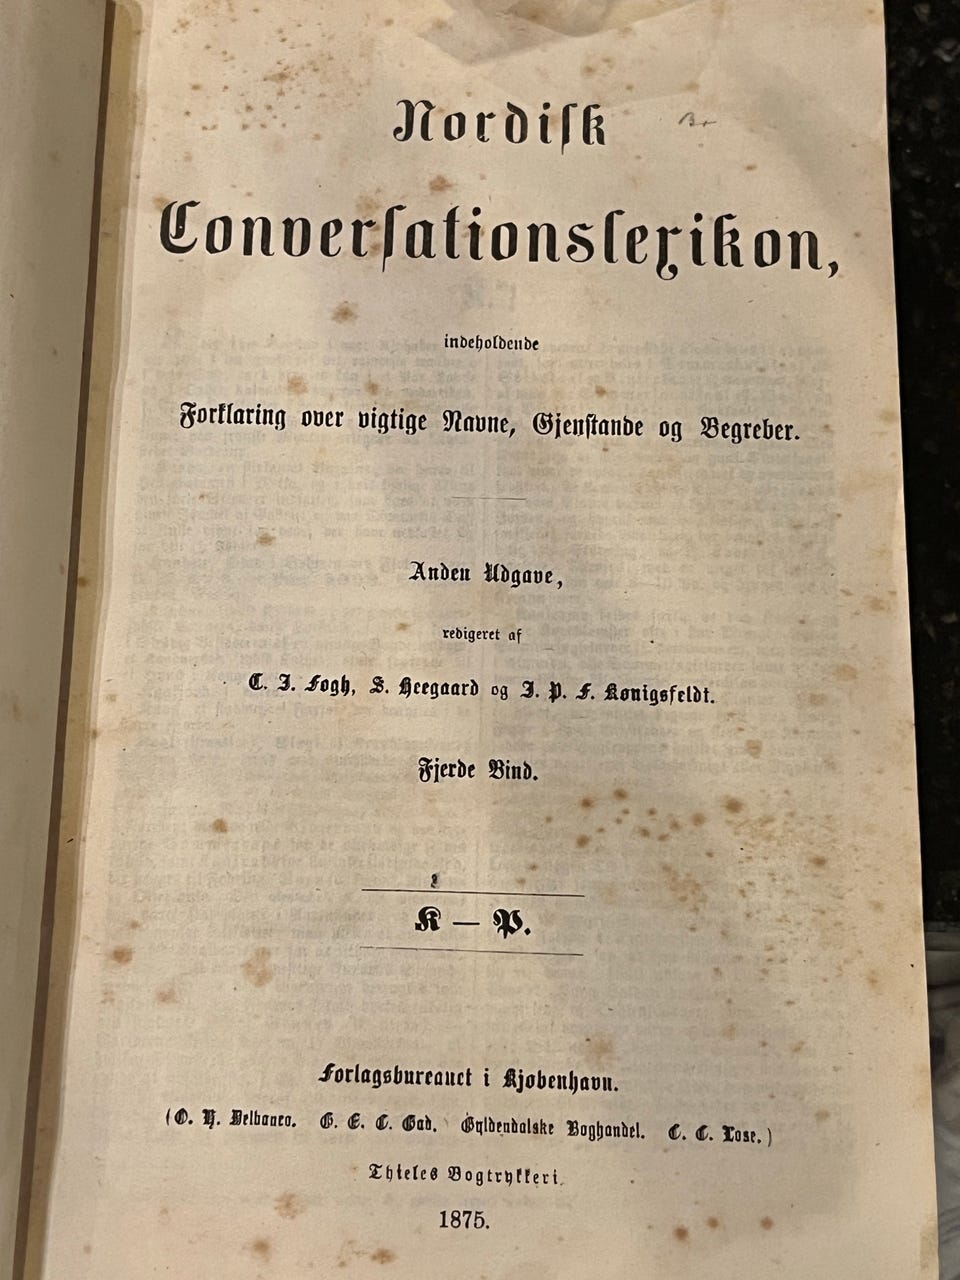 Nordisk
Conversationslexikon,
indeholdende
Forklaring over vigtige Navne, Gjenstande og Begreber.
Anden Udgave,
redigeret af
C. J. Fogh, S. Heegaard og J. P. F. Kønigsfeldt.
Fjerde Bind.
K — P.
Forlagsbureauet i Kjøbenhavn.
(O. H. Delbanco. G. E. C. Gad. Gyldendalske Boghandel. C. C. Lose.)
Thieles Bogtrykkeri.
1875.